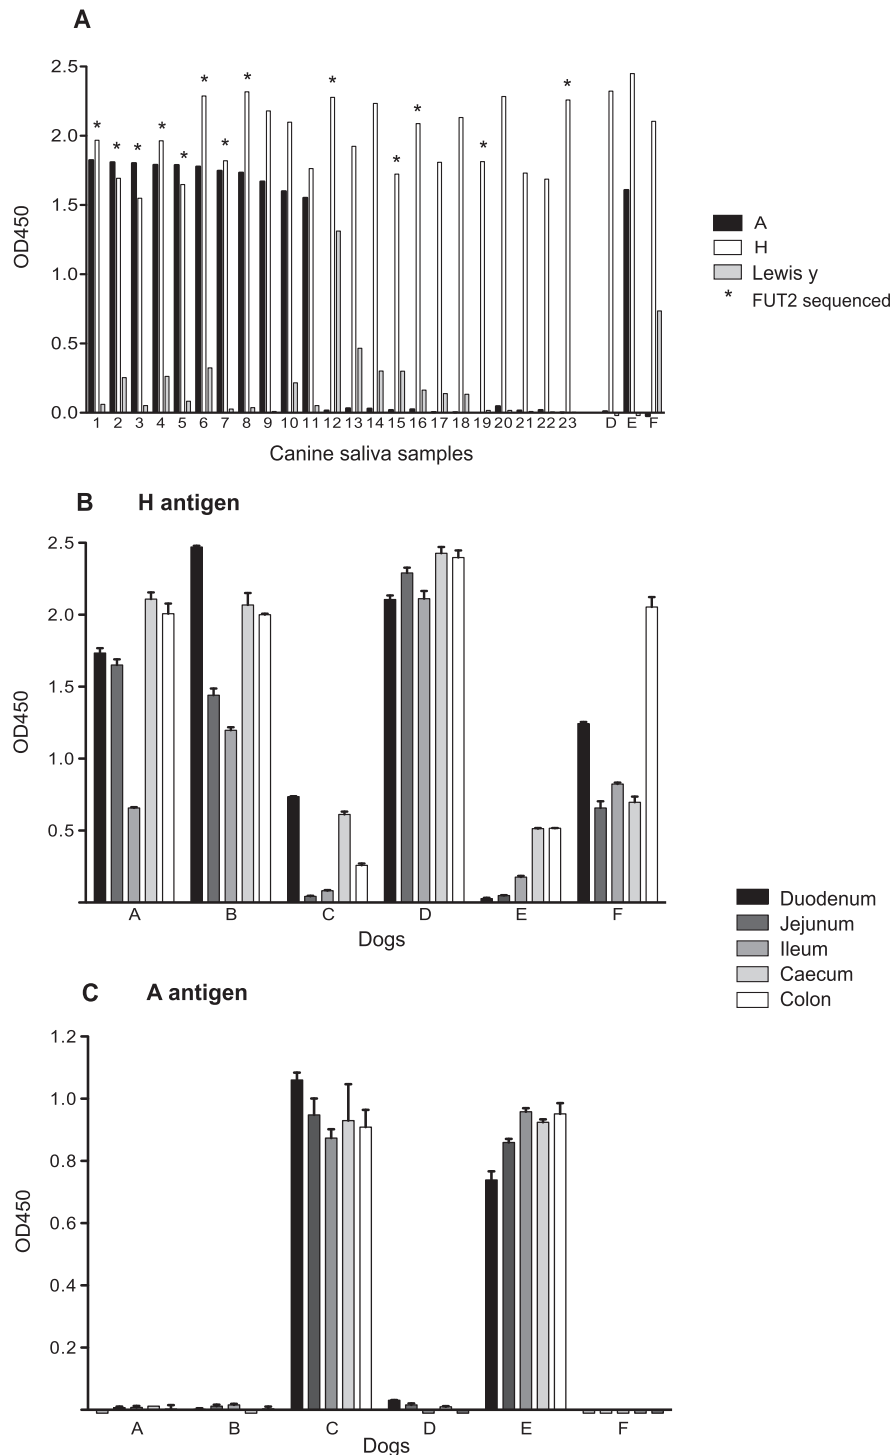 A
2.5
2.0
1.5
1.0
0.5
0.0
OD450
* * * * * * * * * * * * *
1 2 3 4 5 6 7 8 9 10 11 12 13 14 15 16 17 18 19 20 21 22 23 D E F
Canine saliva samples
A
H
Lewis y
* FUT2 sequenced
B H antigen
2.5
2.0
1.5
1.0
0.5
OD450
A B C D E F
Dogs
Duodenum
Jejunum
Ileum
Caecum
Colon
C A antigen
1.2
1.0
0.8
0.6
0.4
0.2
OD450
A B C D E F
Dogs